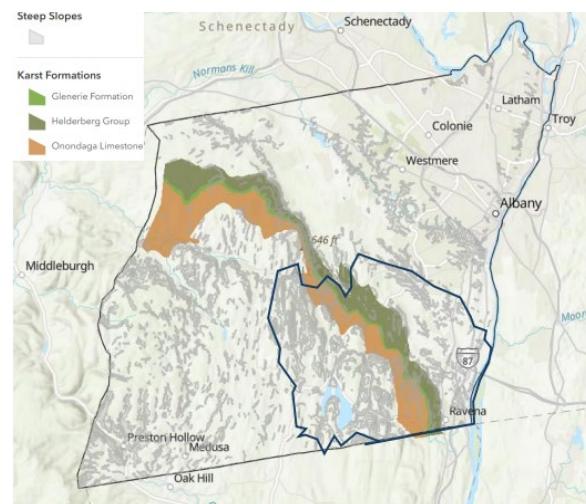 Steep Slopes
Karst Formations
Glenerie Formation
Helderberg Group
Onondaga Limestone
Schenectady
Schenectady
Normans Kill
Latham
Troy
Colonie
Westmere
Albany
646 ft
Middleburgh
Moor
87
Ravena
Preston Hollow
Medusa
Oak Hill